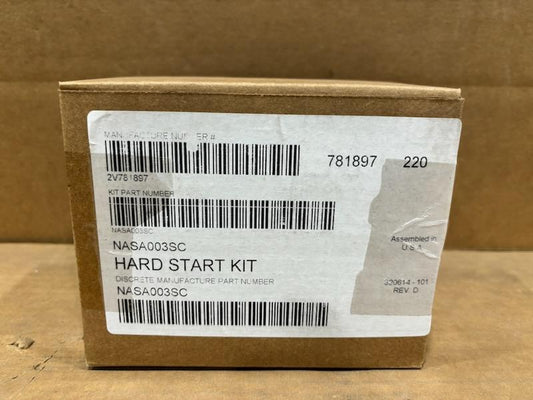 MANUFACTURE NUMBER #
2V781897
781897 220
KIT PART NUMBER
NASA003SC
NASA003SC
HARD START KIT
DISCRETE MANUFACTURE PART NUMBER
NASA003SC
Assembled in
U.S.A.
320614 - 101
REV. D